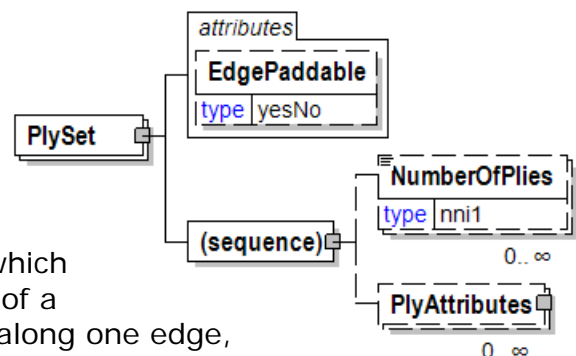 attributes
EdgePaddable
type yesNo
PlySet
NumberOfPlies
type nni1
0.. ∞
(sequence)
PlyAttributes
0.. ∞
which
of a
along one edge,